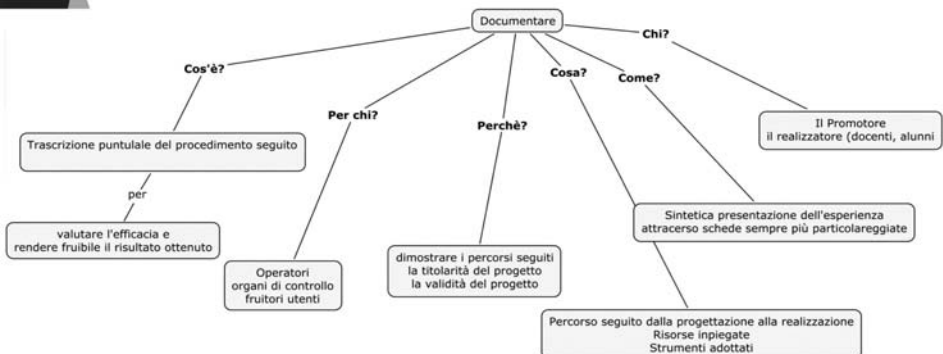 Documentare
Chi?
Cos'è?
Cosa?
Come?
Per chi?
Perchè?
Il Promotore
il realizzatore (docenti, alunni
Trascrizione puntulale del procedimento seguito
per
valutare l'efficacia e
rendere fruibile il risultato ottenuto
Sintetica presentazione dell'esperienza
attracerso schede sempre più particolareggiate
Operatori
organi di controllo
fruitori utenti
dimostrare i percorsi seguiti
la titolarità del progetto
la validità del progetto
Percorso seguito dalla progettazione alla realizzazione
Risorse inpiegate
Strumenti adottati